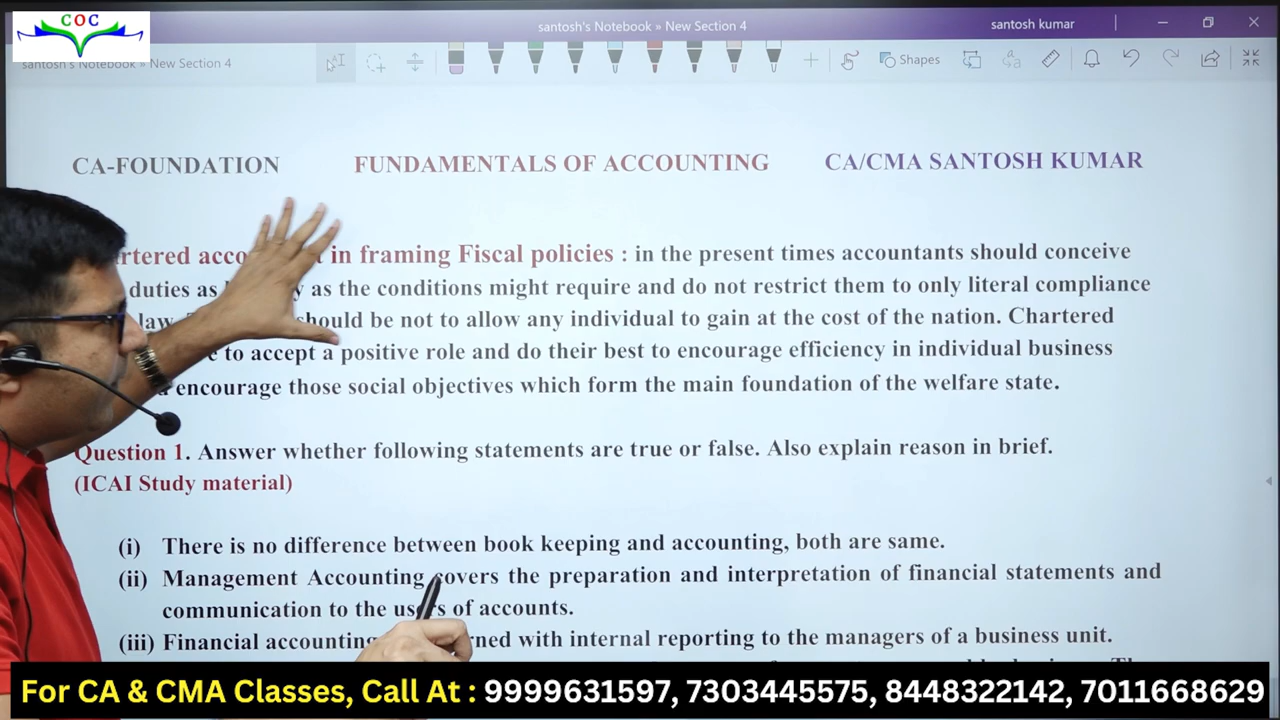 COC
santosh's Notebook » New Section 4
santosh kumar
santosh's Notebook » New Section 4
Shapes
CA-FOUNDATION FUNDAMENTALS OF ACCOUNTING CA/CMA SANTOSH KUMAR
in framing Fiscal policies : in the present times accountants should conceive
duties as as the conditions might require and do not restrict them to only literal compliance
law. should be not to allow any individual to gain at the cost of the nation. Chartered
to accept a positive role and do their best to encourage efficiency in individual business
encourage those social objectives which form the main foundation of the welfare state.
Question 1. Answer whether following statements are true or false. Also explain reason in brief.
(ICAI Study material)
(i) There is no difference between book keeping and accounting, both are same.
(ii) Management Accounting covers the preparation and interpretation of financial statements and
communication to the users of accounts.
(iii) Financial accounting with internal reporting to the managers of a business unit.
For CA & CMA Classes, Call At : 9999631597, 7303445575, 8448322142, 7011668629